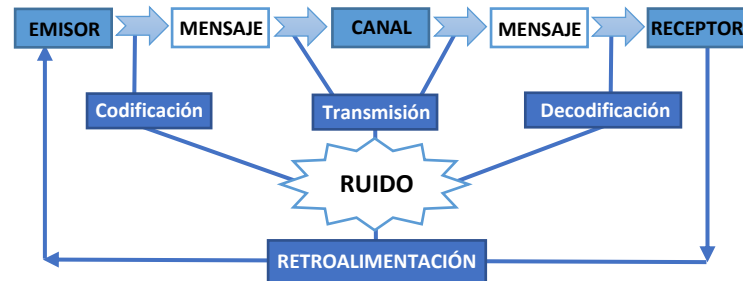 EMISOR
MENSAJE
CANAL
MENSAJE
RECEPTOR
Codificación
Transmisión
Decodificación
RUIDO
RETROALIMENTACIÓN